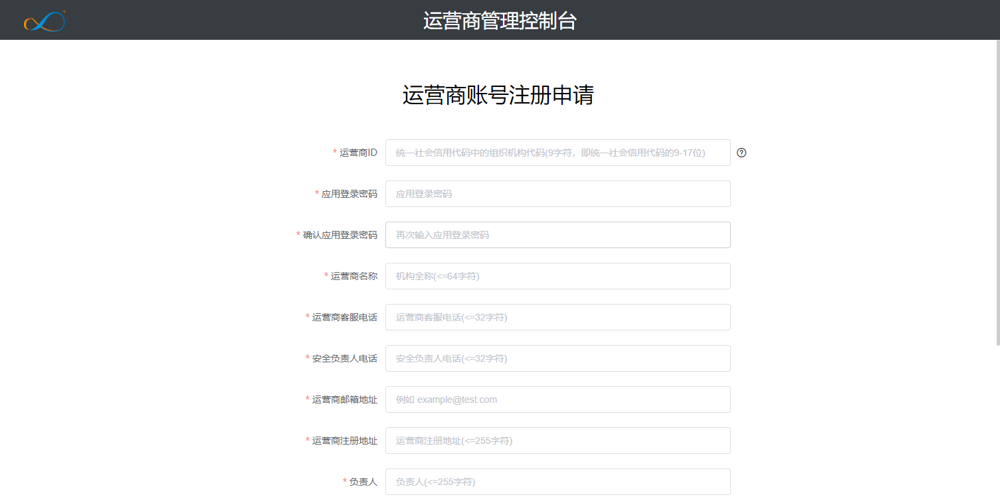 运营商管理控制台
运营商账号注册申请
* 运营商ID 统一社会信用代码中的组织机构代码(9字符，即统一社会信用代码的9-17位) ?
* 应用登录密码 应用登录密码
* 确认应用登录密码 再次输入应用登录密码
* 运营商名称 机构全称(<=64字符)
* 运营商客服电话 运营商客服电话(<=32字符)
* 安全负责人电话 安全负责人电话(<=32字符)
* 运营商邮箱地址 例如 example@test.com
* 运营商注册地址 运营商注册地址(<=255字符)
* 负责人 负责人(<=255字符)